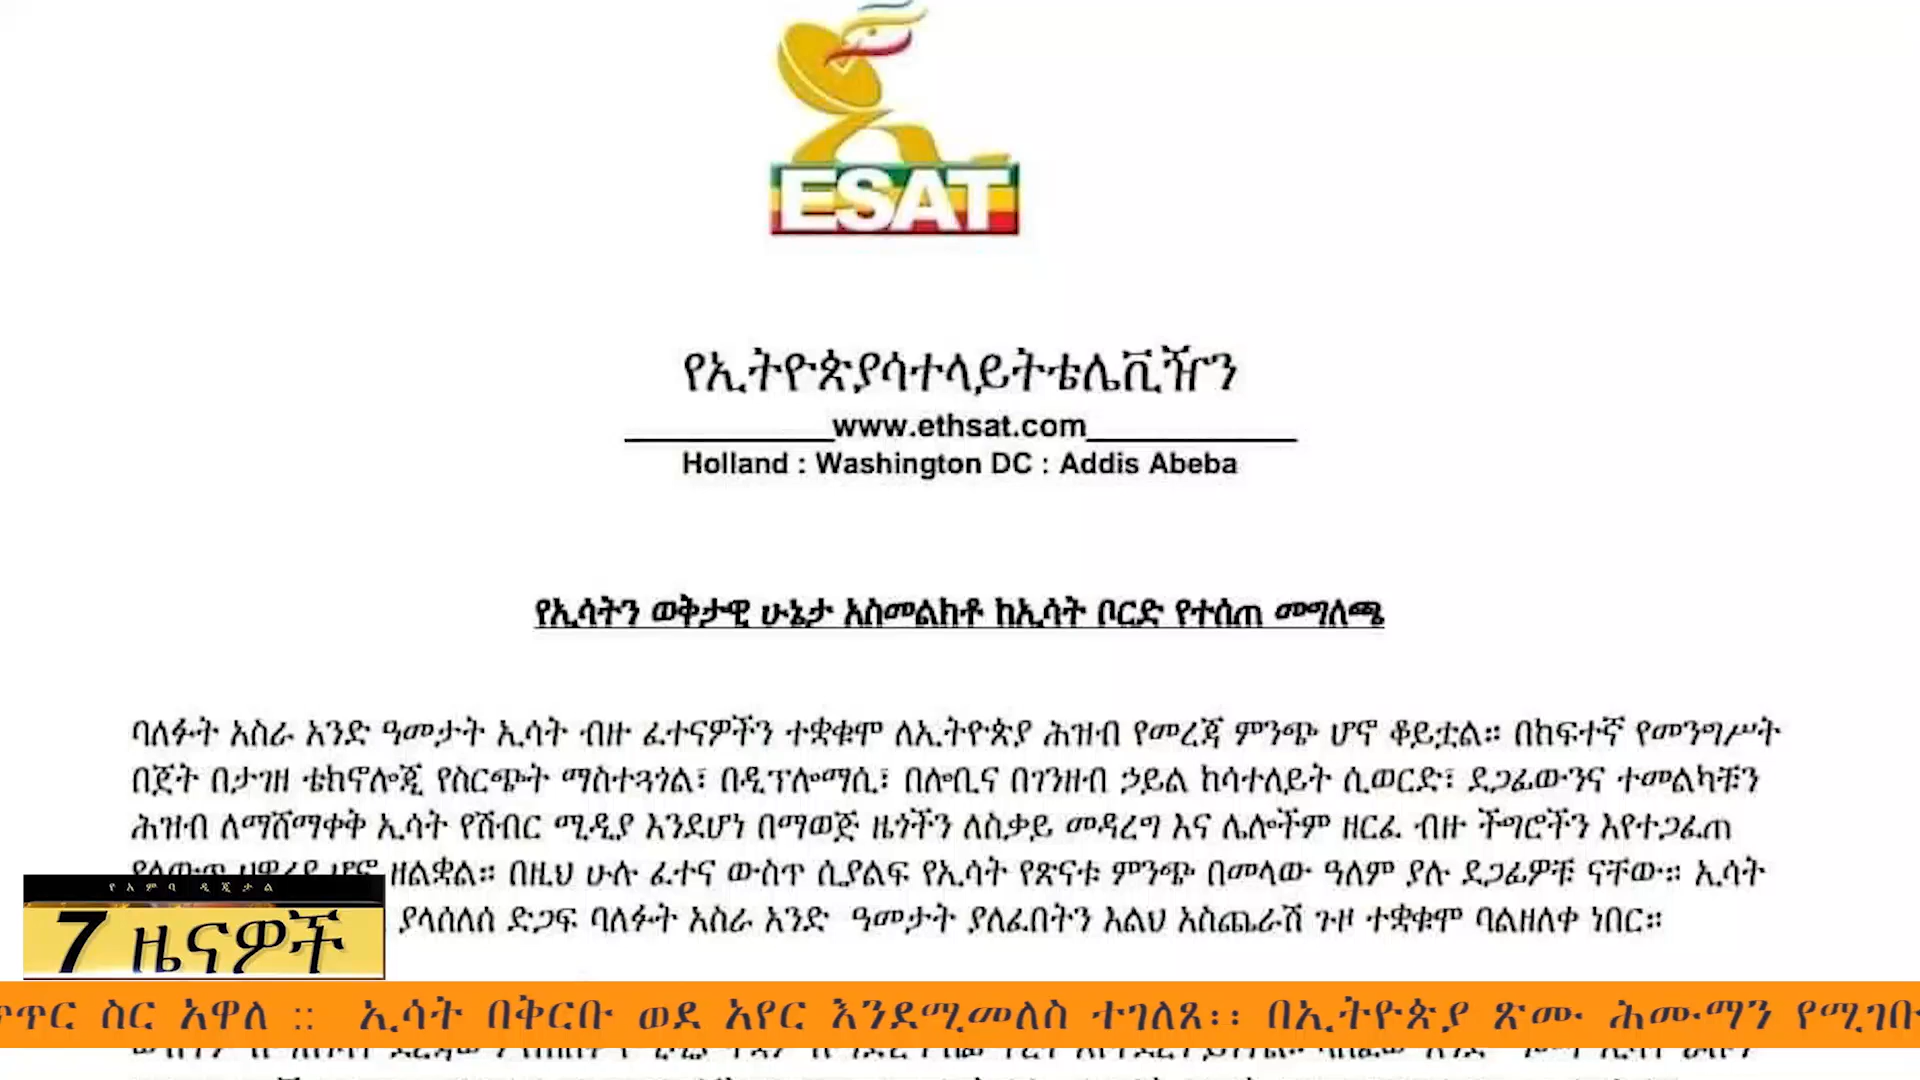 ESAT
የኢትዮጵያሳተላይትቴሌቪዥን
www.ethsat.com
Holland : Washington DC : Addis Abeba
የኢሳትን ወቅታዊ ሁኔታ አስመልክቶ ከኢሳት ቦርድ የተሰጠ መግለጫ
ባለፉት አስራ አንድ ዓመታት ኢሳት ብዙ ፈተናዎችን ተቋቁሞ ለኢትዮጵያ ሕዝብ የመረጃ ምንጭ ሆኖ ቆይቷል። በከፍተኛ የመንግሥት
በጀት በታገዘ ቴክኖሎጂ የስርጭት ማስተጓጎል፣ በዲፕሎማሲ፣ በሎቢና በገንዘብ ኃይል ከሳተለይት ሲወርድ፣ ደጋፊውንና ተመልካቹን
ሕዝብ ለማሸማቀቅ ኢሳት የሽብር ሚዲያ እንደሆነ በማወጅ ዜጎችን ለስቃይ መዳረግ እና ሌሎችም ዘርፈ ብዙ ችግሮችን እየተጋፈጠ
ዘልቋል። በዚህ ሁሉ ፈተና ውስጥ ሲያልፍ የኢሳት የጽናቱ ምንጭ በመላው ዓለም ያሉ ደጋፊዎቹ ናቸው። ኢሳት
ያላሰለሰ ድጋፍ ባለፉት አስራ አንድ ዓመታት ያለፈበትን እልህ አስጨራሽ ጉዞ ተቋቁሞ ባልዘለቀ ነበር።
የአምባ ዲጂታል
7 ዜናዎች
ስር አዋለ :: ኢሳት በቅርቡ ወደ አየር እንደሚመለስ ተገለጸ፡፡ በኢትዮጵያ ጽሙ ሕሙማን